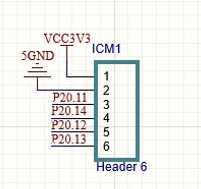 VCC3V3
ICM1
5GND
1
2
P20.11 3
P20.14 4
P20.12 5
P20.13 6
Header 6